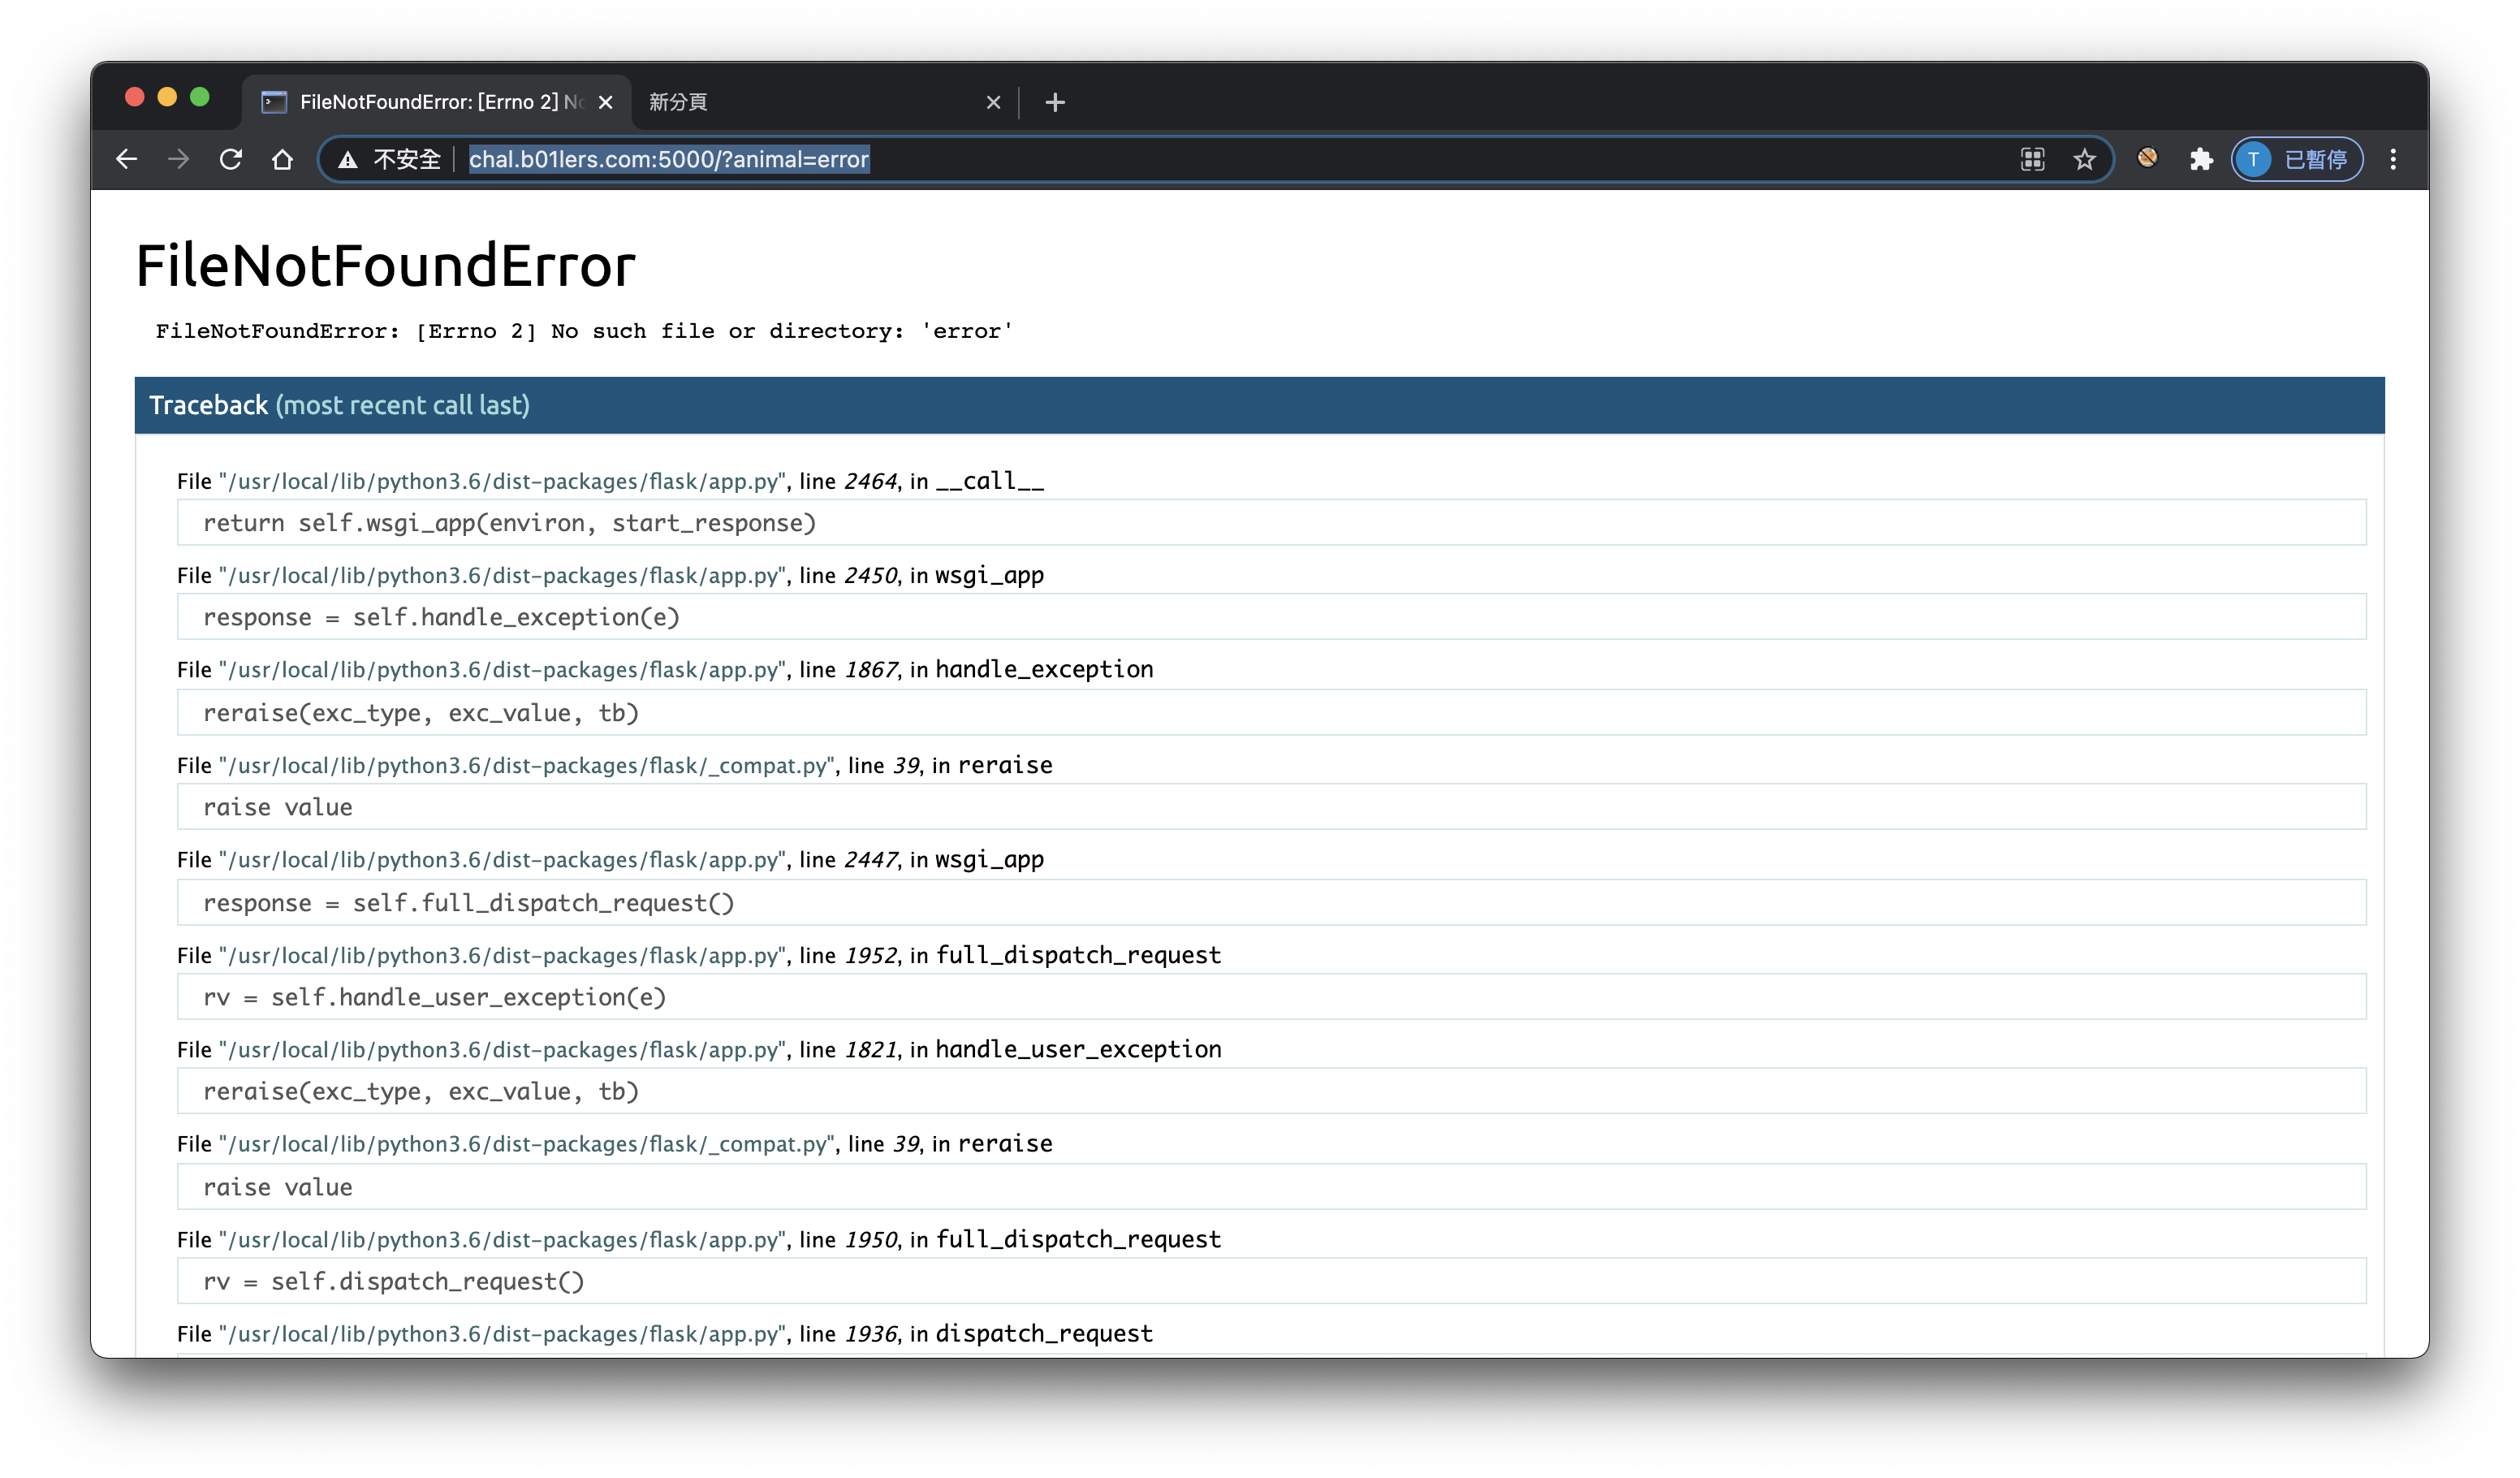 FileNotFoundError: [Errno 2] No
新分頁
不安全
chal.b01lers.com:5000/?animal=error
T 已暫停
FileNotFoundError
FileNotFoundError: [Errno 2] No such file or directory: 'error'
Traceback (most recent call last)
File "/usr/local/lib/python3.6/dist-packages/flask/app.py", line 2464, in __call__
return self.wsgi_app(environ, start_response)
File "/usr/local/lib/python3.6/dist-packages/flask/app.py", line 2450, in wsgi_app
response = self.handle_exception(e)
File "/usr/local/lib/python3.6/dist-packages/flask/app.py", line 1867, in handle_exception
reraise(exc_type, exc_value, tb)
File "/usr/local/lib/python3.6/dist-packages/flask/_compat.py", line 39, in reraise
raise value
File "/usr/local/lib/python3.6/dist-packages/flask/app.py", line 2447, in wsgi_app
response = self.full_dispatch_request()
File "/usr/local/lib/python3.6/dist-packages/flask/app.py", line 1952, in full_dispatch_request
rv = self.handle_user_exception(e)
File "/usr/local/lib/python3.6/dist-packages/flask/app.py", line 1821, in handle_user_exception
reraise(exc_type, exc_value, tb)
File "/usr/local/lib/python3.6/dist-packages/flask/_compat.py", line 39, in reraise
raise value
File "/usr/local/lib/python3.6/dist-packages/flask/app.py", line 1950, in full_dispatch_request
rv = self.dispatch_request()
File "/usr/local/lib/python3.6/dist-packages/flask/app.py", line 1936, in dispatch_request